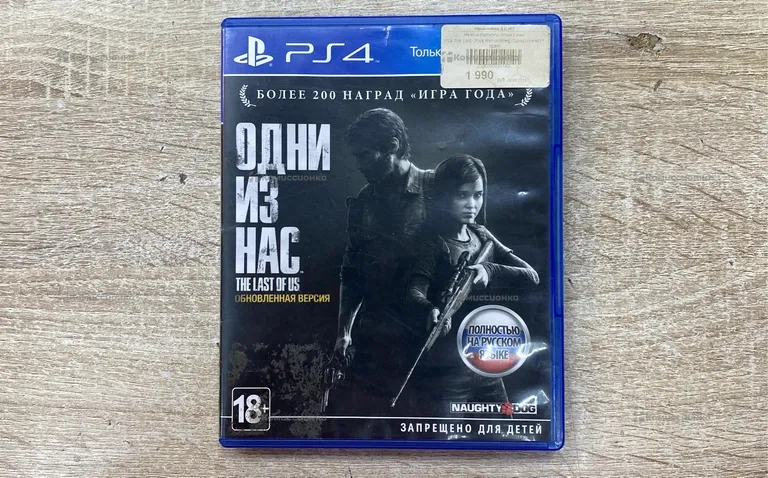 PS4
Только
1 990
БОЛЕЕ 200 НАГРАД «ИГРА ГОДА»
ОДНИ
ИЗ
НАС
THE LAST OF US
ОБНОВЛЕННАЯ ВЕРСИЯ
ПОЛНОСТЬЮ
НА РУССКОМ
ЯЗЫКЕ
NAUGHTY DOG
18+
ЗАПРЕЩЕНО ДЛЯ ДЕТЕЙ